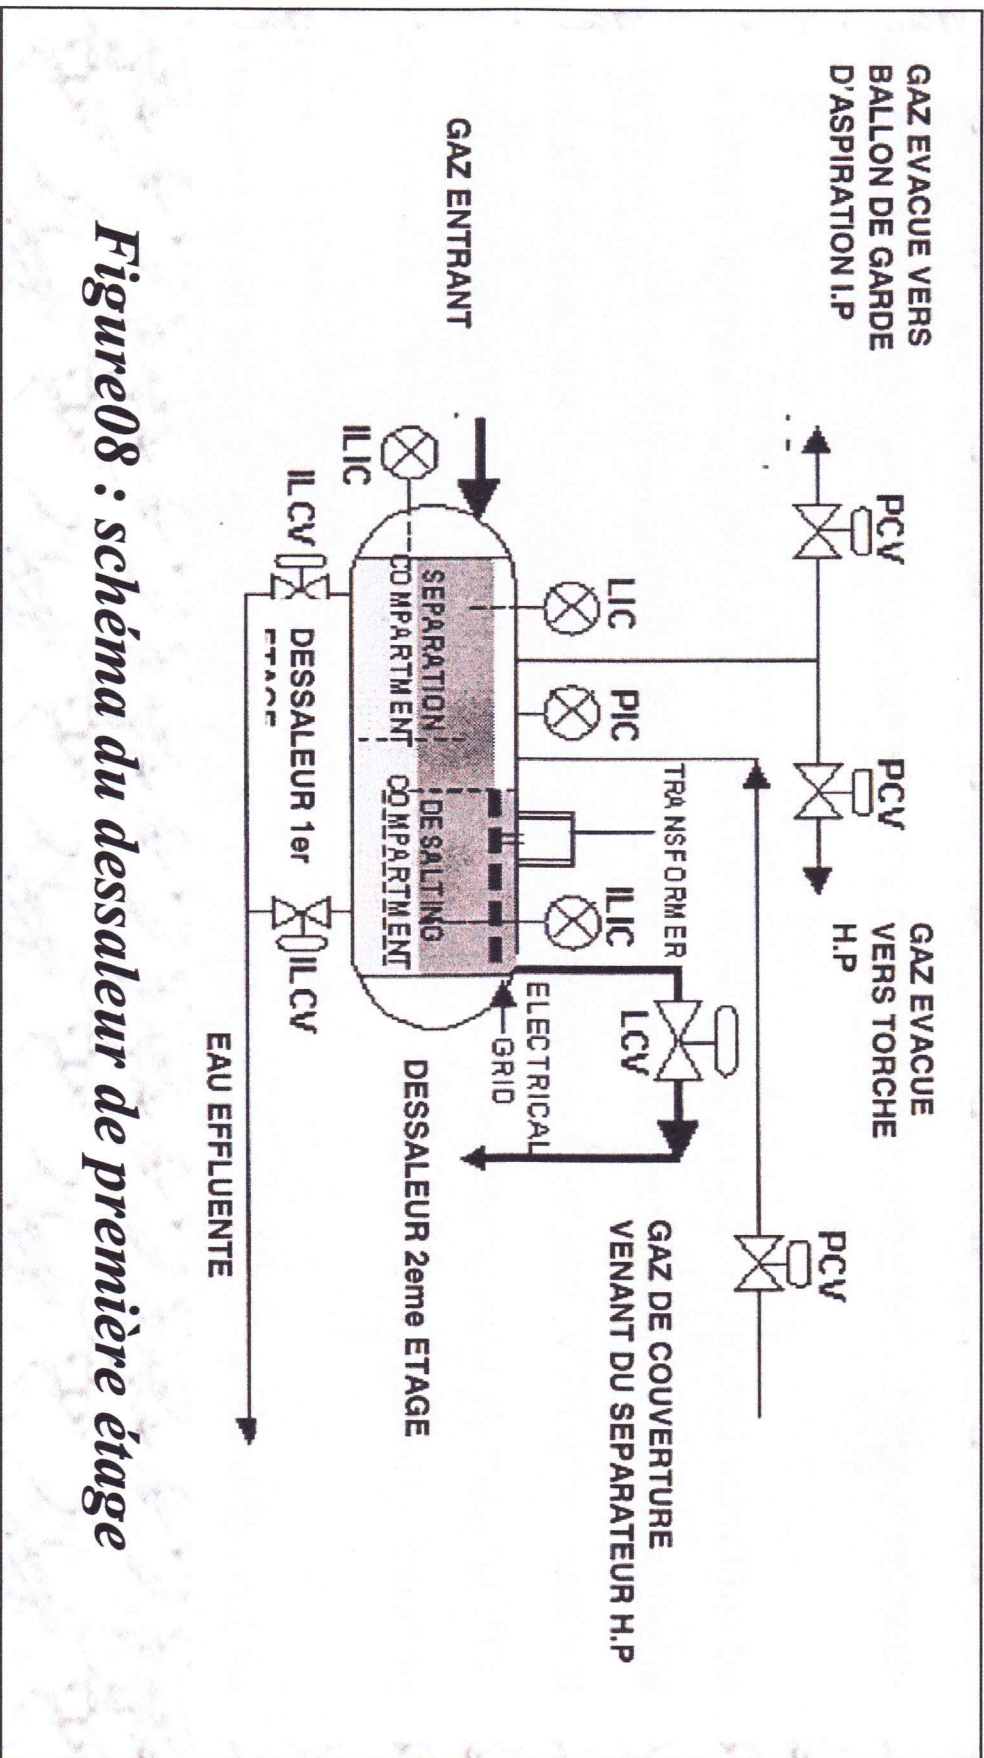 GAZ EVACUE VERS
BALLON DE GARDE
D'ASPIRATION I.P
PCV
PCV
GAZ EVACUE
VERS TORCHE
H.P
PCV
GAZ DE COUVERTURE
VENANT DU SEPARATEUR H.P
LIC
PIC
TRANSFORMER
ILIC
LCV
GAZ ENTRANT
ELECTRICAL
GRID
SEPARATION
COMPARTMENT
DESALTING
COMPARTMENT
DESSALEUR 2eme ETAGE
ILIC
ILCV
DESSALEUR 1er
ILCV
EAU EFFLUENTE
Figure08 : schéma du dessaleur de première étage